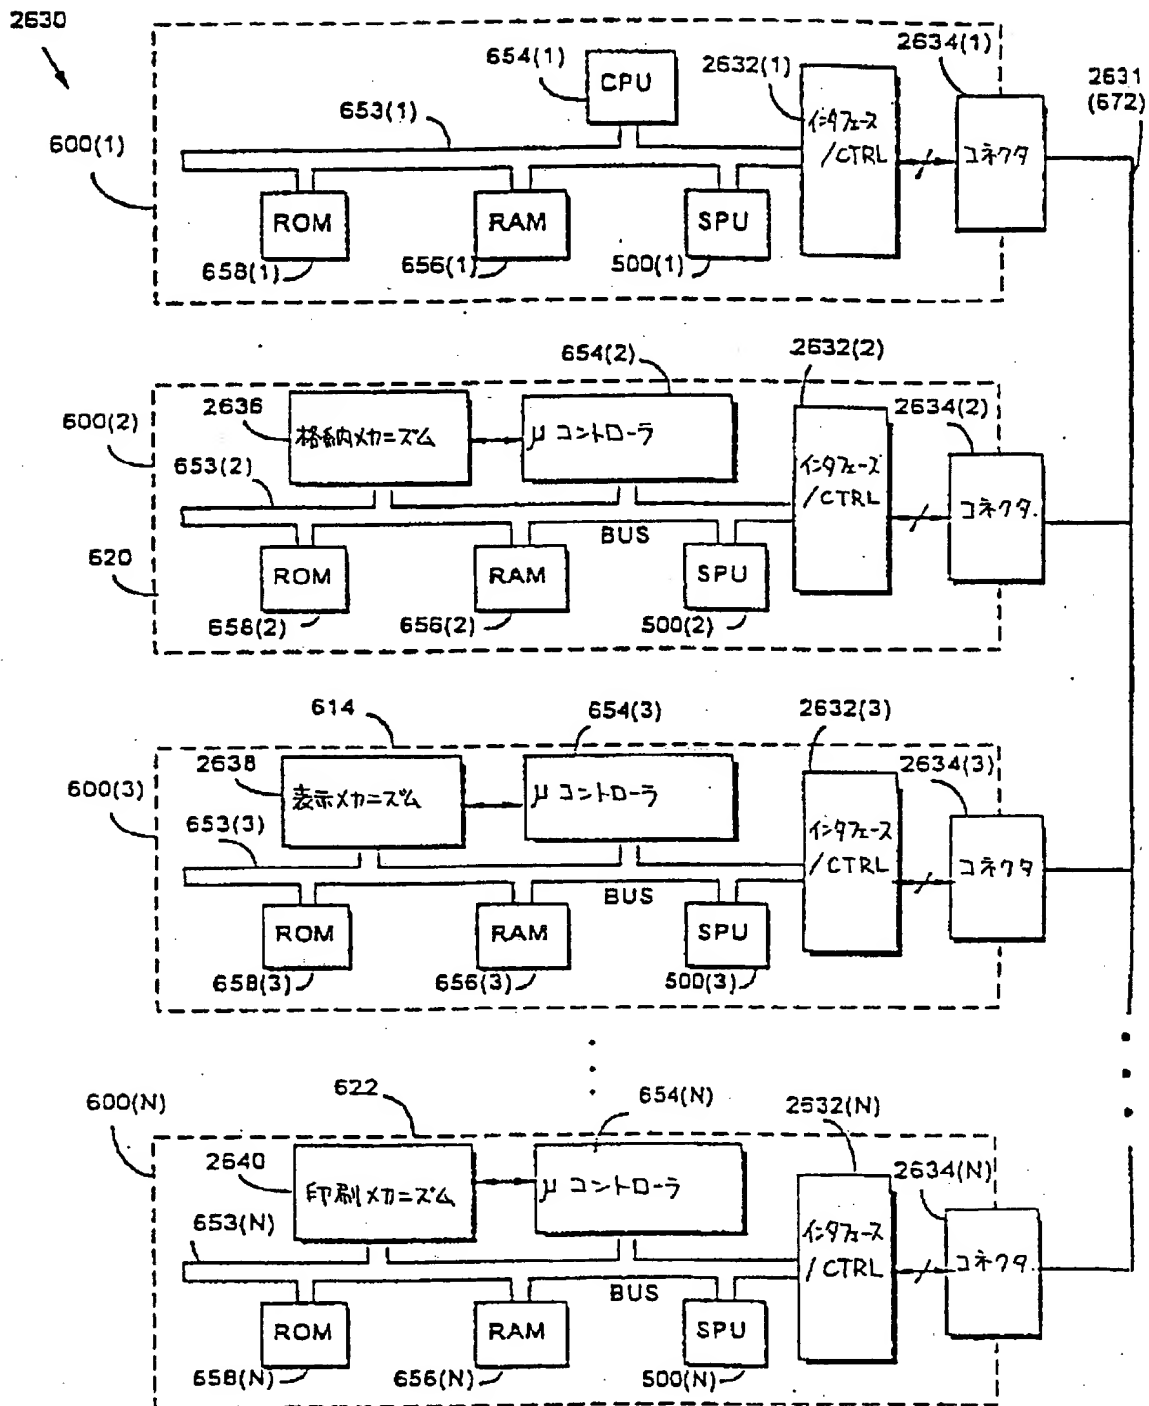 2630
2634(1)
654(1)
2632(1)
2631
(672)
CPU
653(1)
600(1)
インタフェース
/CTRL
コネクタ
ROM
RAM
SPU
658(1)
656(1)
500(1)
654(2)
2632(2)
2636
2634(2)
600(2)
格納メカニズム
μコントローラ
653(2)
インタフェーズ
/CTRL
コネクタ.
BUS
620
ROM
RAM
SPU
658(2)
656(2)
500(2)
614
654(3)
2632(3)
2638
2634(3)
600(3)
表示メカニズム
μコントローラ
653(3)
インタフェース
/CTRL
コネクタ
BUS
ROM
RAM
SPU
658(3)
656(3)
500(3)
622
654(N)
600(N)
2632(N)
2640
2634(N)
印刷メカニズム
μコントローラ
653(N)
インタフェース
/CTRL
コネクタ.
BUS
ROM
RAM
SPU
658(N)
656(N)
500(N)